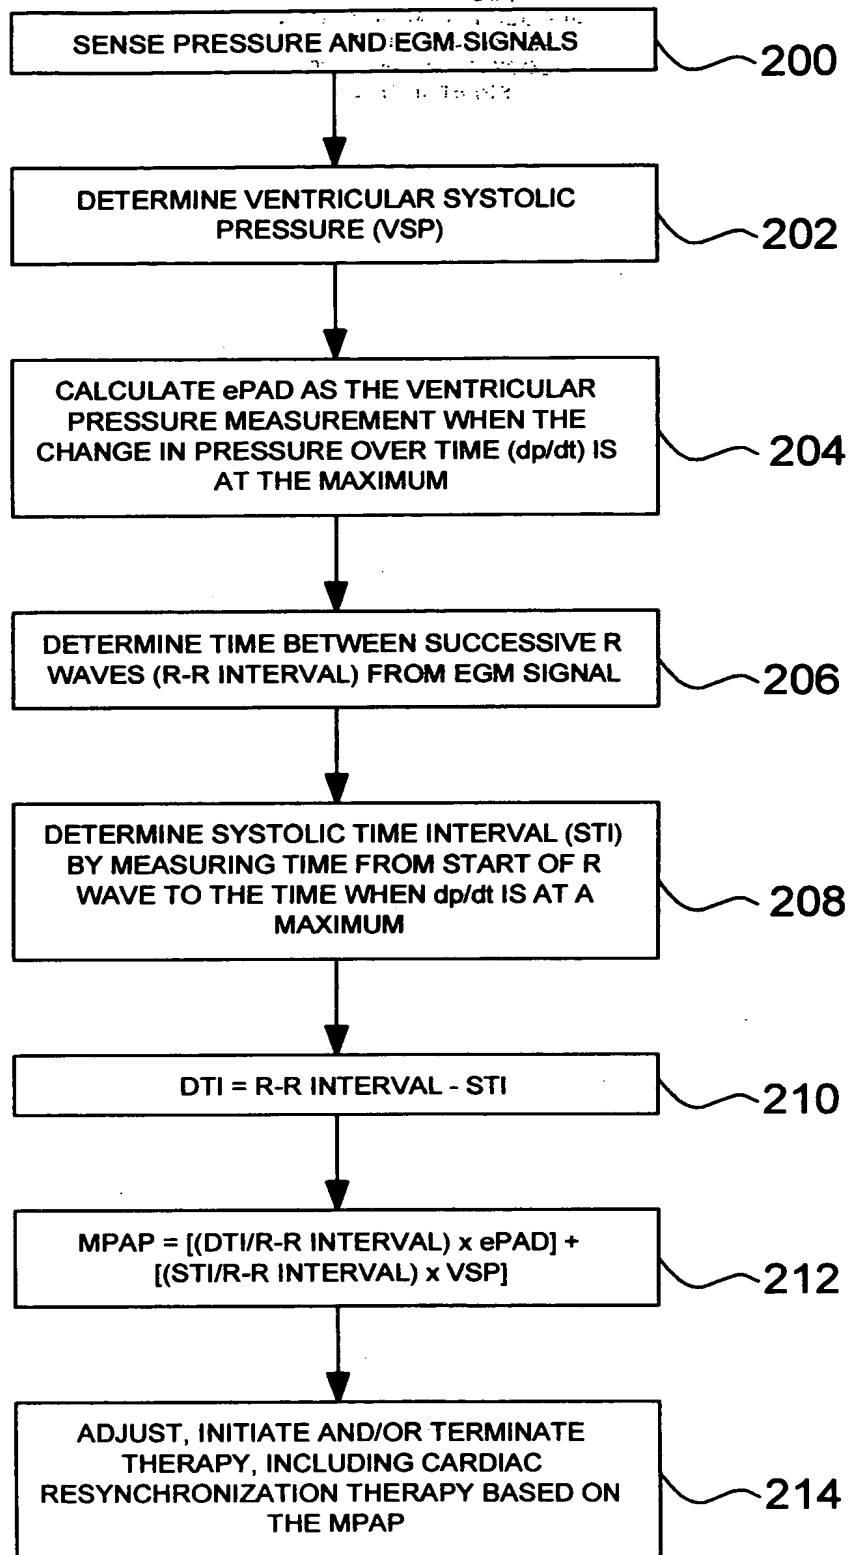 SENSE PRESSURE AND EGM SIGNALS
200
DETERMINE VENTRICULAR SYSTOLIC
PRESSURE (VSP)
202
CALCULATE ePAD AS THE VENTRICULAR
PRESSURE MEASUREMENT WHEN THE
CHANGE IN PRESSURE OVER TIME (dp/dt) IS
AT THE MAXIMUM
204
DETERMINE TIME BETWEEN SUCCESSIVE R
WAVES (R-R INTERVAL) FROM EGM SIGNAL
206
DETERMINE SYSTOLIC TIME INTERVAL (STI)
BY MEASURING TIME FROM START OF R
WAVE TO THE TIME WHEN dp/dt IS AT A
MAXIMUM
208
DTI = R-R INTERVAL - STI
210
MPAP = [(DTI/R-R INTERVAL) x ePAD] +
[(STI/R-R INTERVAL) x VSP]
212
ADJUST, INITIATE AND/OR TERMINATE
THERAPY, INCLUDING CARDIAC
RESYNCHRONIZATION THERAPY BASED ON
THE MPAP
214